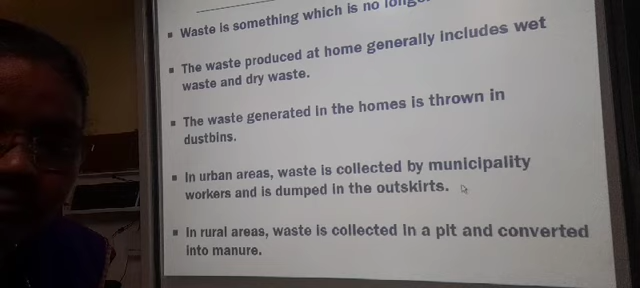 ▪ Waste is something which is no longer
▪ The waste produced at home generally includes wet
waste and dry waste.
▪ The waste generated in the homes is thrown in
dustbins.
▪ In urban areas, waste is collected by municipality
workers and is dumped in the outskirts.
▪ In rural areas, waste is collected in a pit and converted
into manure.